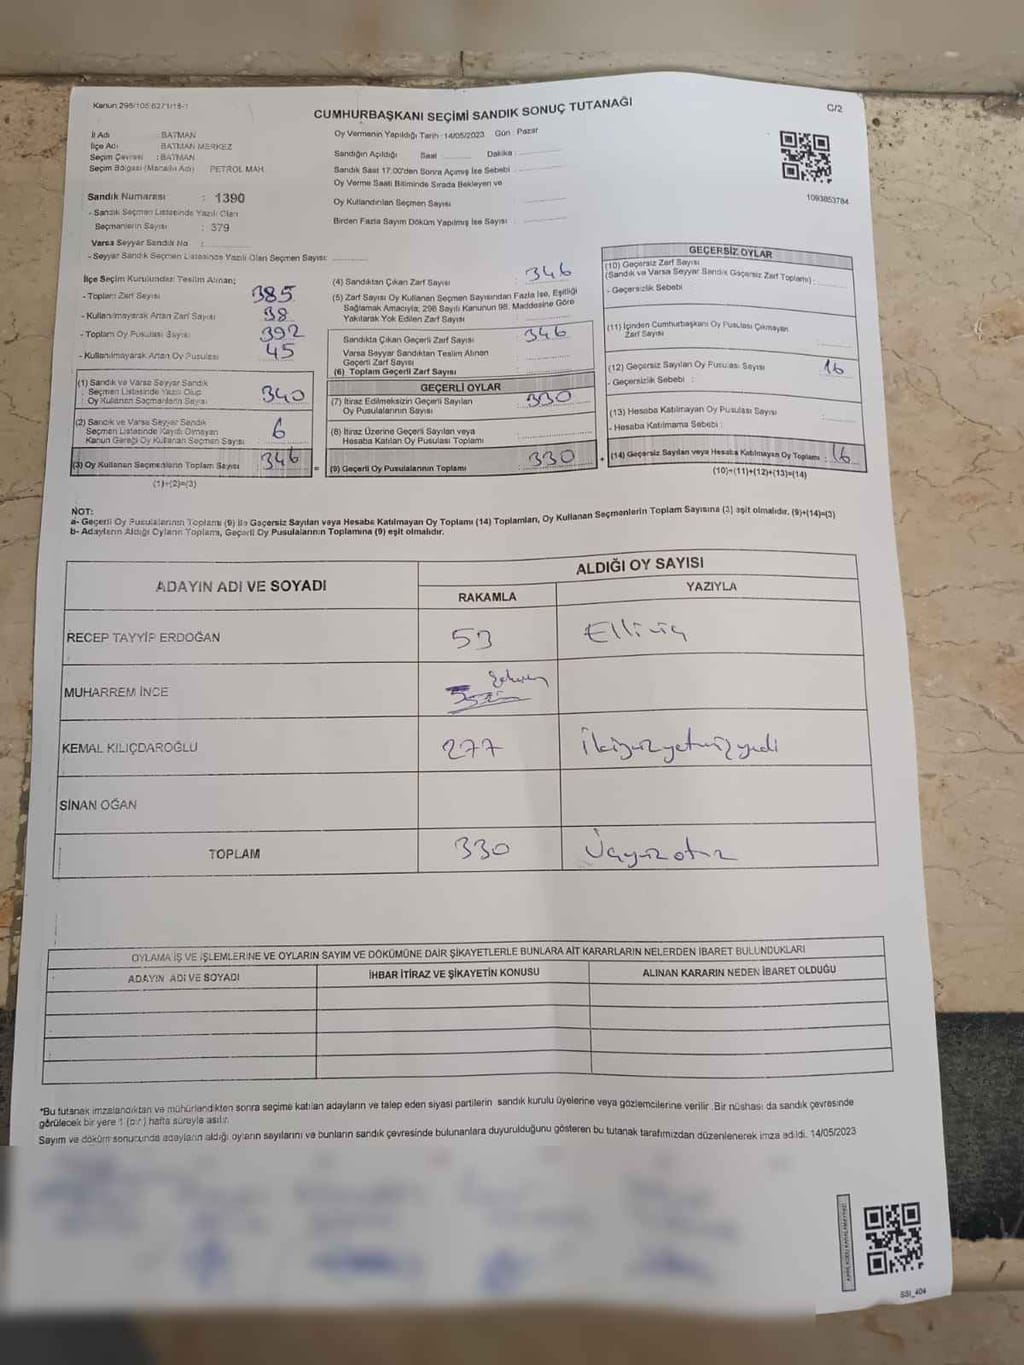 Kanun 298/105 6271/18-1
CUMHURBAŞKANI SEÇİMİ SANDIK SONUÇ TUTANAĞI
C/2
İl Adı : BATMAN
İlçe Adı : BATMAN MERKEZ
Seçim Çevresi : BATMAN
Seçim Bölgesi (Mahalle Adı) PETROL MAH.
Oy Vermenin Yapıldığı Tarih : 14/05/2023 Gün : Pazar
Sandığın Açıldığı Saat Dakika :
Sandık Saat 17.00'den Sonra Açılmış İse Sebebi
Oy Verme Saati Bitiminde Sırada Bekleyen ve
Oy Kullandırılan Seçmen Sayısı
Birden Fazla Sayım Döküm Yapılmış İse Sayısı :
1093853784
Sandık Numarası : 1390
- Sandık Seçmen Listesinde Yazılı Olan
Seçmenlerin Sayısı : 379
Varsa Seyyar Sandık No :
- Seyyar Sandık Seçmen Listesinde Yazılı Olan Seçmen Sayısı:
İlçe Seçim Kurulundan Teslim Alınan;
- Toplam Zarf Sayısı 385
- Kullanılmayarak Artan Zarf Sayısı 38
- Toplam Oy Pusulası Sayısı 392
- Kullanılmayarak Artan Oy Pusulası 45
(1) Sandık ve Varsa Seyyar Sandık
Seçmen Listesinde Yazılı Olup
Oy Kullanan Seçmenlerin Sayısı 340
(2) Sandık ve Varsa Seyyar Sandık
Seçmen Listesinde Kayıtlı Olmayan
Kanun Gereği Oy Kullanan Seçmen Sayısı 6
(3) Oy Kullanan Seçmenlerin Toplam Sayısı 346
(1)+(2)=(3)
(4) Sandıktan Çıkan Zarf Sayısı : 346
(5) Zarf Sayısı Oy Kullanan Seçmen Sayısından Fazla İse, Eşitliği
Sağlamak Amacıyla; 298 Sayılı Kanunun 98. Maddesine Göre
Yakılarak Yok Edilen Zarf Sayısı
Sandıkta Çıkan Geçerli Zarf Sayısı 346
Varsa Seyyar Sandıktan Teslim Alınan
Geçerli Zarf Sayısı
(6) Toplam Geçerli Zarf Sayısı
GEÇERLİ OYLAR
(7) İtiraz Edilmeksizin Geçerli Sayılan
Oy Pusulalarının Sayısı 330
(8) İtiraz Üzerine Geçerli Sayılan veya
Hesaba Katılan Oy Pusulası Toplamı
= (9) Geçerli Oy Pusulalarının Toplamı : 330
GEÇERSİZ OYLAR
(10) Geçersiz Zarf Sayısı
(Sandık ve Varsa Seyyar Sandık Geçersiz Zarf Toplamı) :
- Geçersizlik Sebebi
(11) İçinden Cumhurbaşkanı Oy Pusulası Çıkmayan
Zarf Sayısı
(12) Geçersiz Sayılan Oy Pusulası Sayısı 16
- Geçersizlik Sebebi :
(13) Hesaba Katılmayan Oy Pusulası Sayısı
- Hesaba Katılmama Sebebi :
+ (14) Geçersiz Sayılan veya Hesaba Katılmayan Oy Toplamı : 16
(10)+(11)+(12)+(13)=(14)
NOT:
a- Geçerli Oy Pusulalarının Toplamı (9) ile Geçersiz Sayılan veya Hesaba Katılmayan Oy Toplamı (14) Toplamları, Oy Kullanan Seçmenlerin Toplam Sayısına (3) eşit olmalıdır. (9)+(14)=(3)
b- Adayların Aldığı Oyların Toplamı, Geçerli Oy Pusulalarının Toplamına (9) eşit olmalıdır.
ADAYIN ADI VE SOYADI
ALDIĞI OY SAYISI
RAKAMLA YAZIYLA
RECEP TAYYİP ERDOĞAN 53 Elliüç
MUHARREM İNCE
KEMAL KILIÇDAROĞLU 277 ikiyüzyetmişyedi
SİNAN OĞAN
TOPLAM 330 Üçyüzotuz
OYLAMA İŞ VE İŞLEMLERİNE VE OYLARIN SAYIM VE DÖKÜMÜNE DAİR ŞİKAYETLERLE BUNLARA AİT KARARLARIN NELERDEN İBARET BULUNDUKLARI
ADAYIN ADI VE SOYADI İHBAR İTİRAZ VE ŞİKAYETİN KONUSU ALINAN KARARIN NEDEN İBARET OLDUĞU
*Bu tutanak imzalandıktan ve mühürlendikten sonra seçime katılan adayların ve talep eden siyasi partilerin sandık kurulu üyelerine veya gözlemcilerine verilir. Bir nüshası da sandık çevresinde
görülecek bir yere 1 (bir) hafta süreyle asılır.
Sayım ve döküm sonucunda adayların aldığı oyların sayılarını ve bunların sandık çevresinde bulunanlara duyurulduğunu gösteren bu tutanak tarafımızdan düzenlenerek imza edildi. 14/05/2023
SSI_404